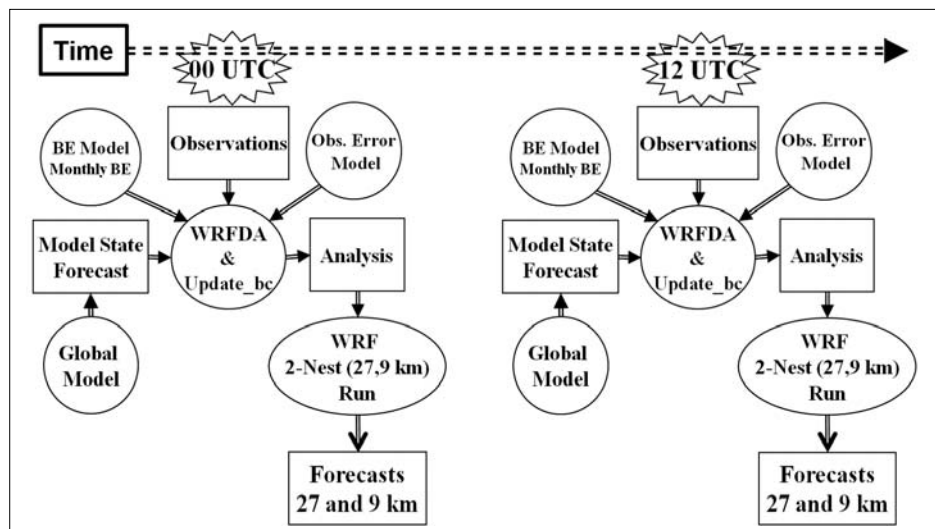 Time
00 UTC
12 UTC
BE Model
Monthly BE
Observations
Obs. Error
Model
Model State
Forecast
WRFDA
&
Update_bc
Analysis
Global
Model
WRF
2-Nest (27,9 km)
Run
Forecasts
27 and 9 km
BE Model
Monthly BE
Observations
Obs. Error
Model
Model State
Forecast
WRFDA
&
Update_bc
Analysis
Global
Model
WRF
2-Nest (27,9 km)
Run
Forecasts
27 and 9 km